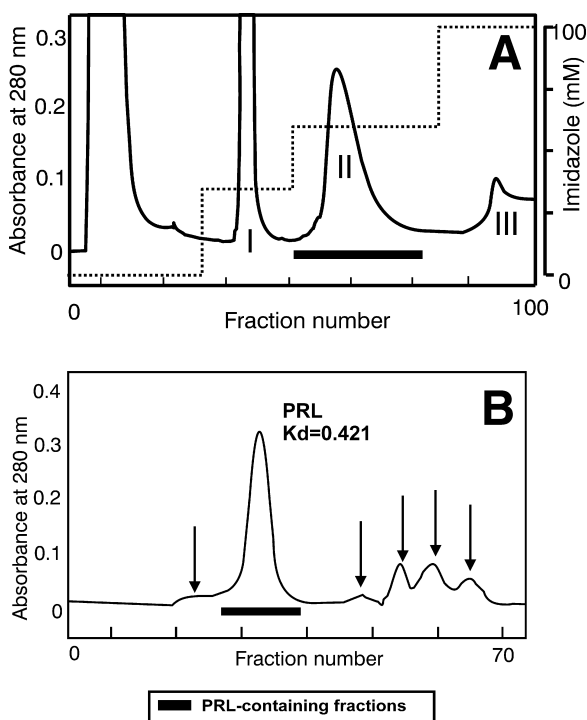 A
Absorbance at 280 nm
0.3
0.2
0.1
0
I
II
III
100
0
Imidazole (mM)
0
100
Fraction number
B
Absorbance at 280 nm
0.4
0.3
0.2
0.1
0
PRL
Kd=0.421
0
70
Fraction number
PRL-containing fractions